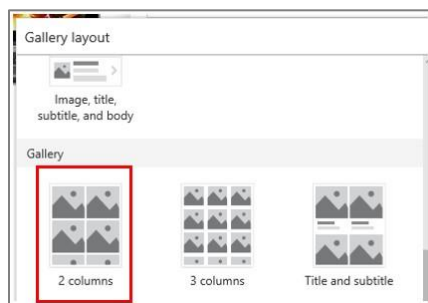 Gallery layout
Image, title,
subtitle, and body
Gallery
2 columns
3 columns
Title and subtitle